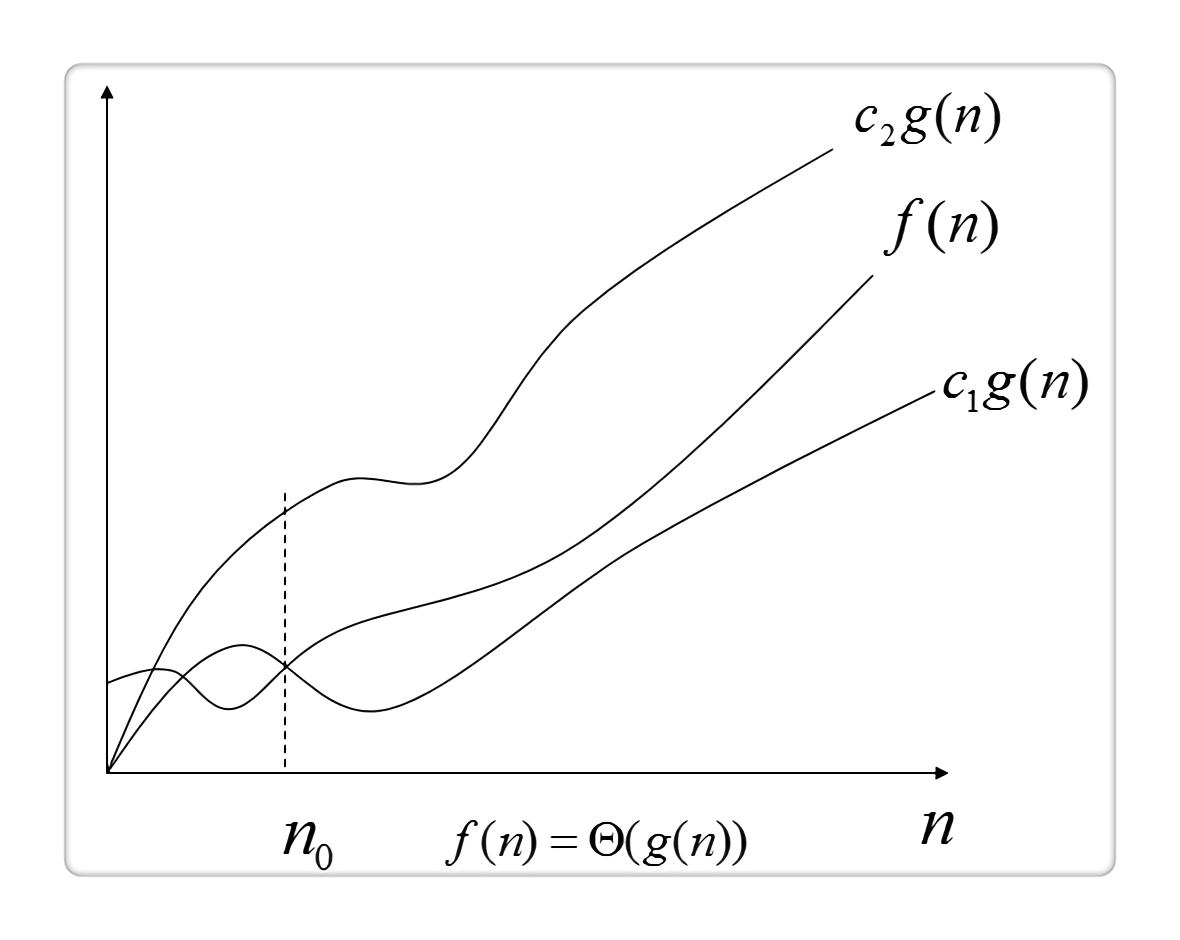 c₂g(n)
f(n)
c₁g(n)
n₀
f(n) = Θ(g(n))
n